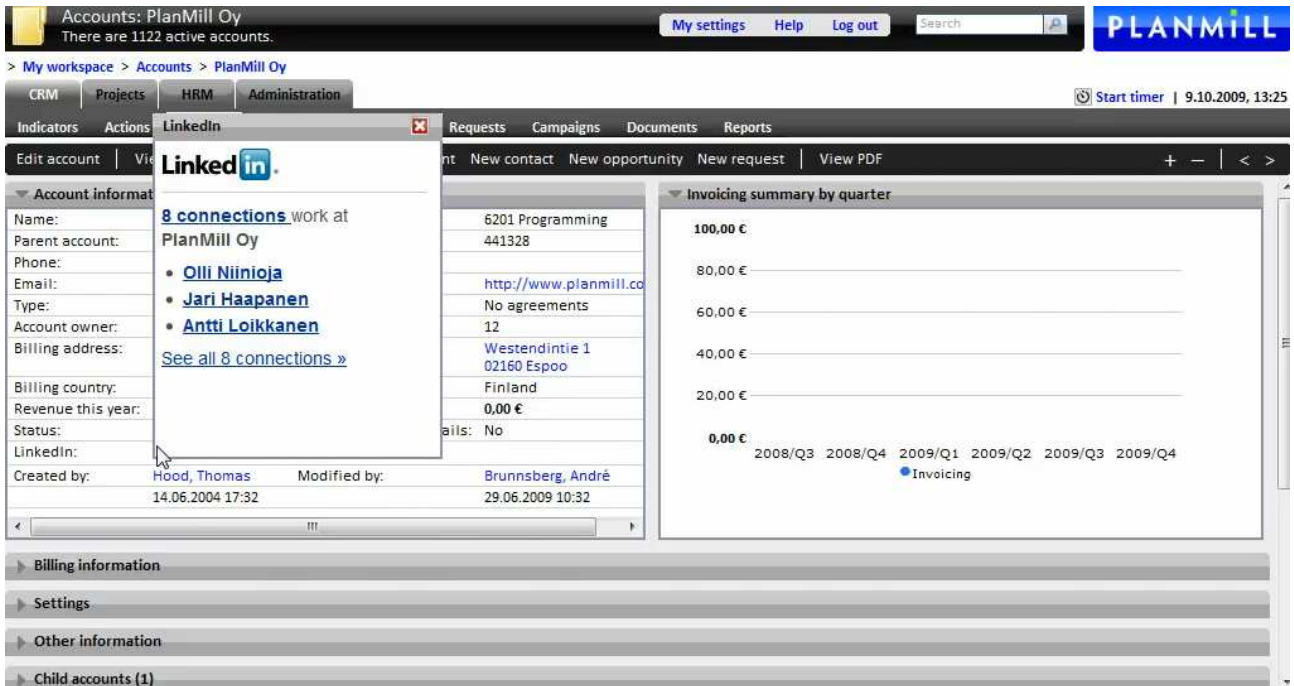 Accounts: PlanMill Oy
There are 1122 active accounts.
My settings Help Log out Search PLANMILL
> My workspace > Accounts > PlanMill Oy
CRM Projects HRM Administration
Start timer | 9.10.2009, 13:25
Indicators Actions Requests Campaigns Documents Reports
Edit account | New contact New opportunity New request | View PDF + − | < >
LinkedIn
Linked in.
8 connections work at
PlanMill Oy
• Olli Niinioja
• Jari Haapanen
• Antti Loikkanen
See all 8 connections »
Account informat
Name: 6201 Programming
Parent account: 441328
Phone:
Email: http://www.planmill.co
Type: No agreements
Account owner: 12
Billing address: Westendintie 1
02160 Espoo
Billing country: Finland
Revenue this year: 0,00 €
Status: ails: No
LinkedIn:
Created by: Hood, Thomas Modified by: Brunnsberg, André
14.06.2004 17:32 29.06.2009 10:32
Invoicing summary by quarter
100,00 €
80,00 €
60,00 €
40,00 €
20,00 €
0,00 €
2008/Q3 2008/Q4 2009/Q1 2009/Q2 2009/Q3 2009/Q4
Invoicing
Billing information
Settings
Other information
Child accounts (1)